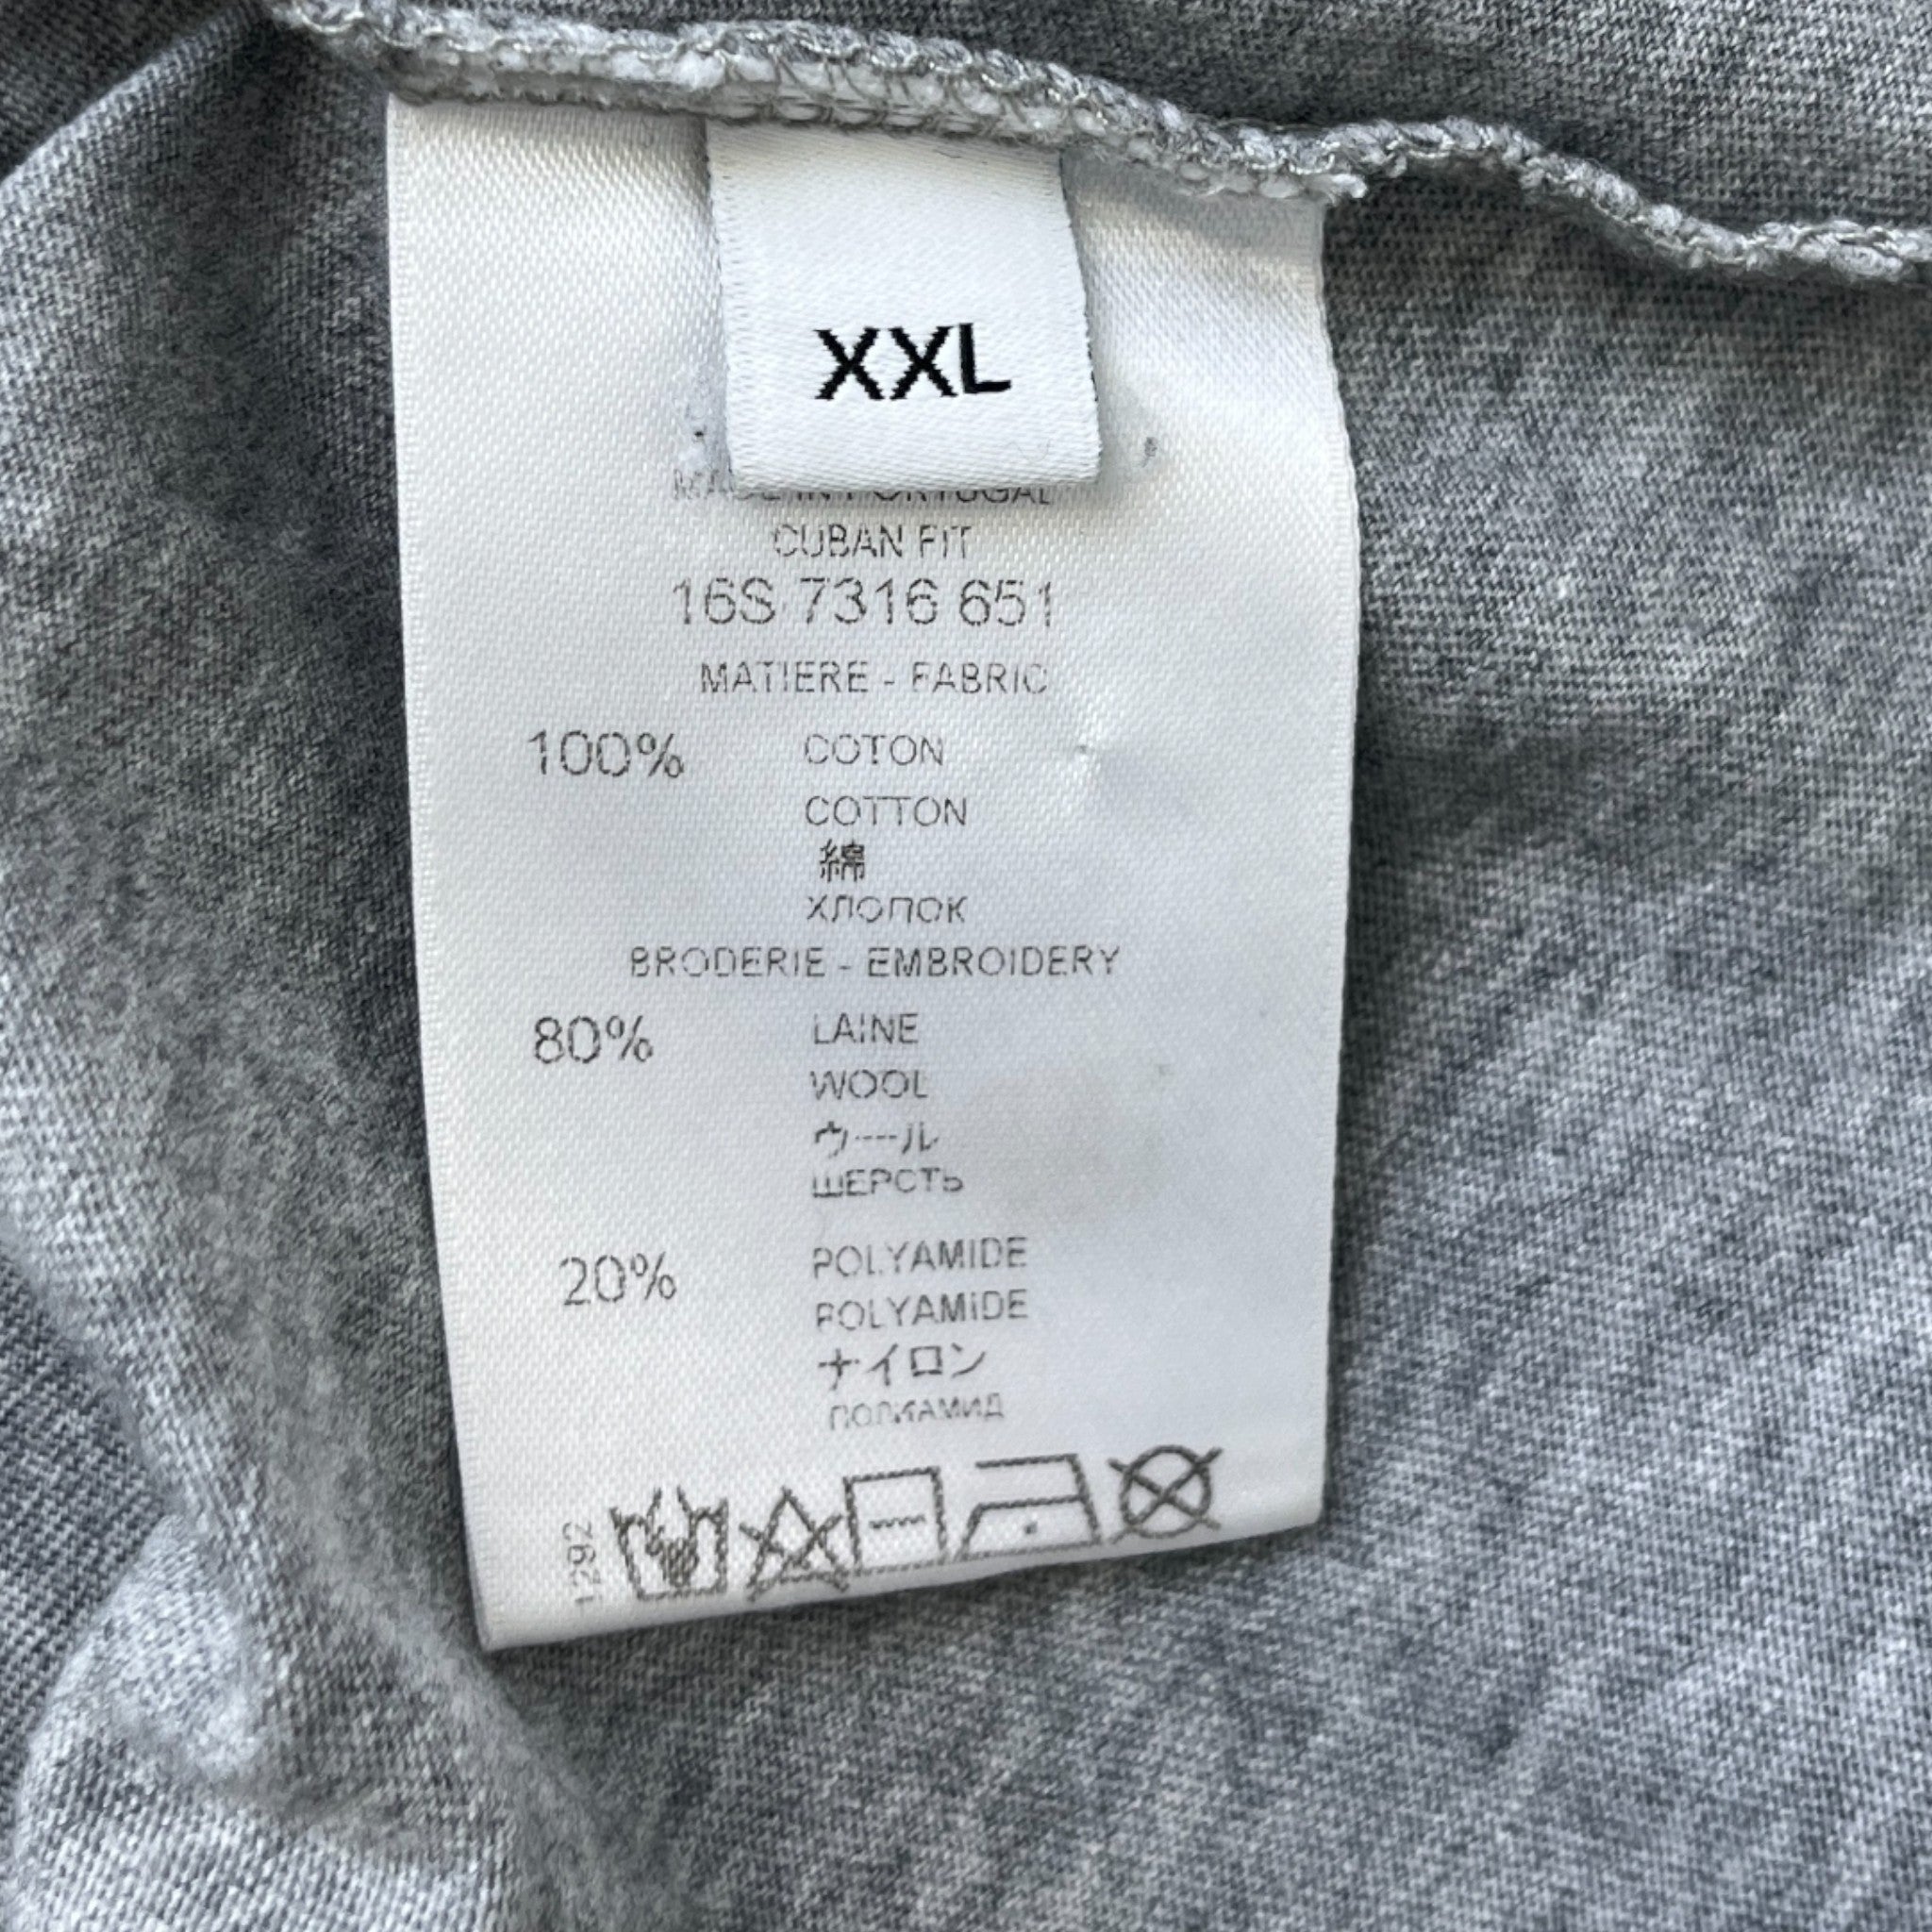 XXL
MADE IN PORTUGAL
CUBAN FIT
16S 7316 651
MATIERE - FABRIC
100% COTON
COTTON
綿
ХЛОПОК
BRODERIE - EMBROIDERY
80% LAINE
WOOL
ウール
ШЕРСТЬ
20% POLYAMIDE
POLYAMIDE
ナイロン
ПОЛИАМИД
1292